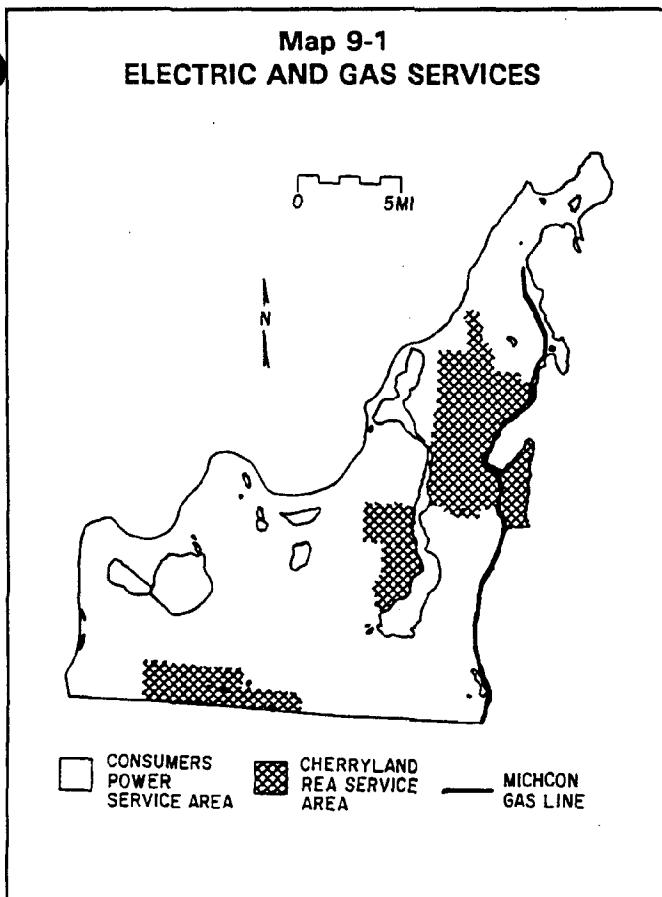 Map 9-1
ELECTRIC AND GAS SERVICES
0 5MI
N
CONSUMERS
POWER
SERVICE AREA
CHERRYLAND
REA SERVICE
AREA
MICHCON
GAS LINE